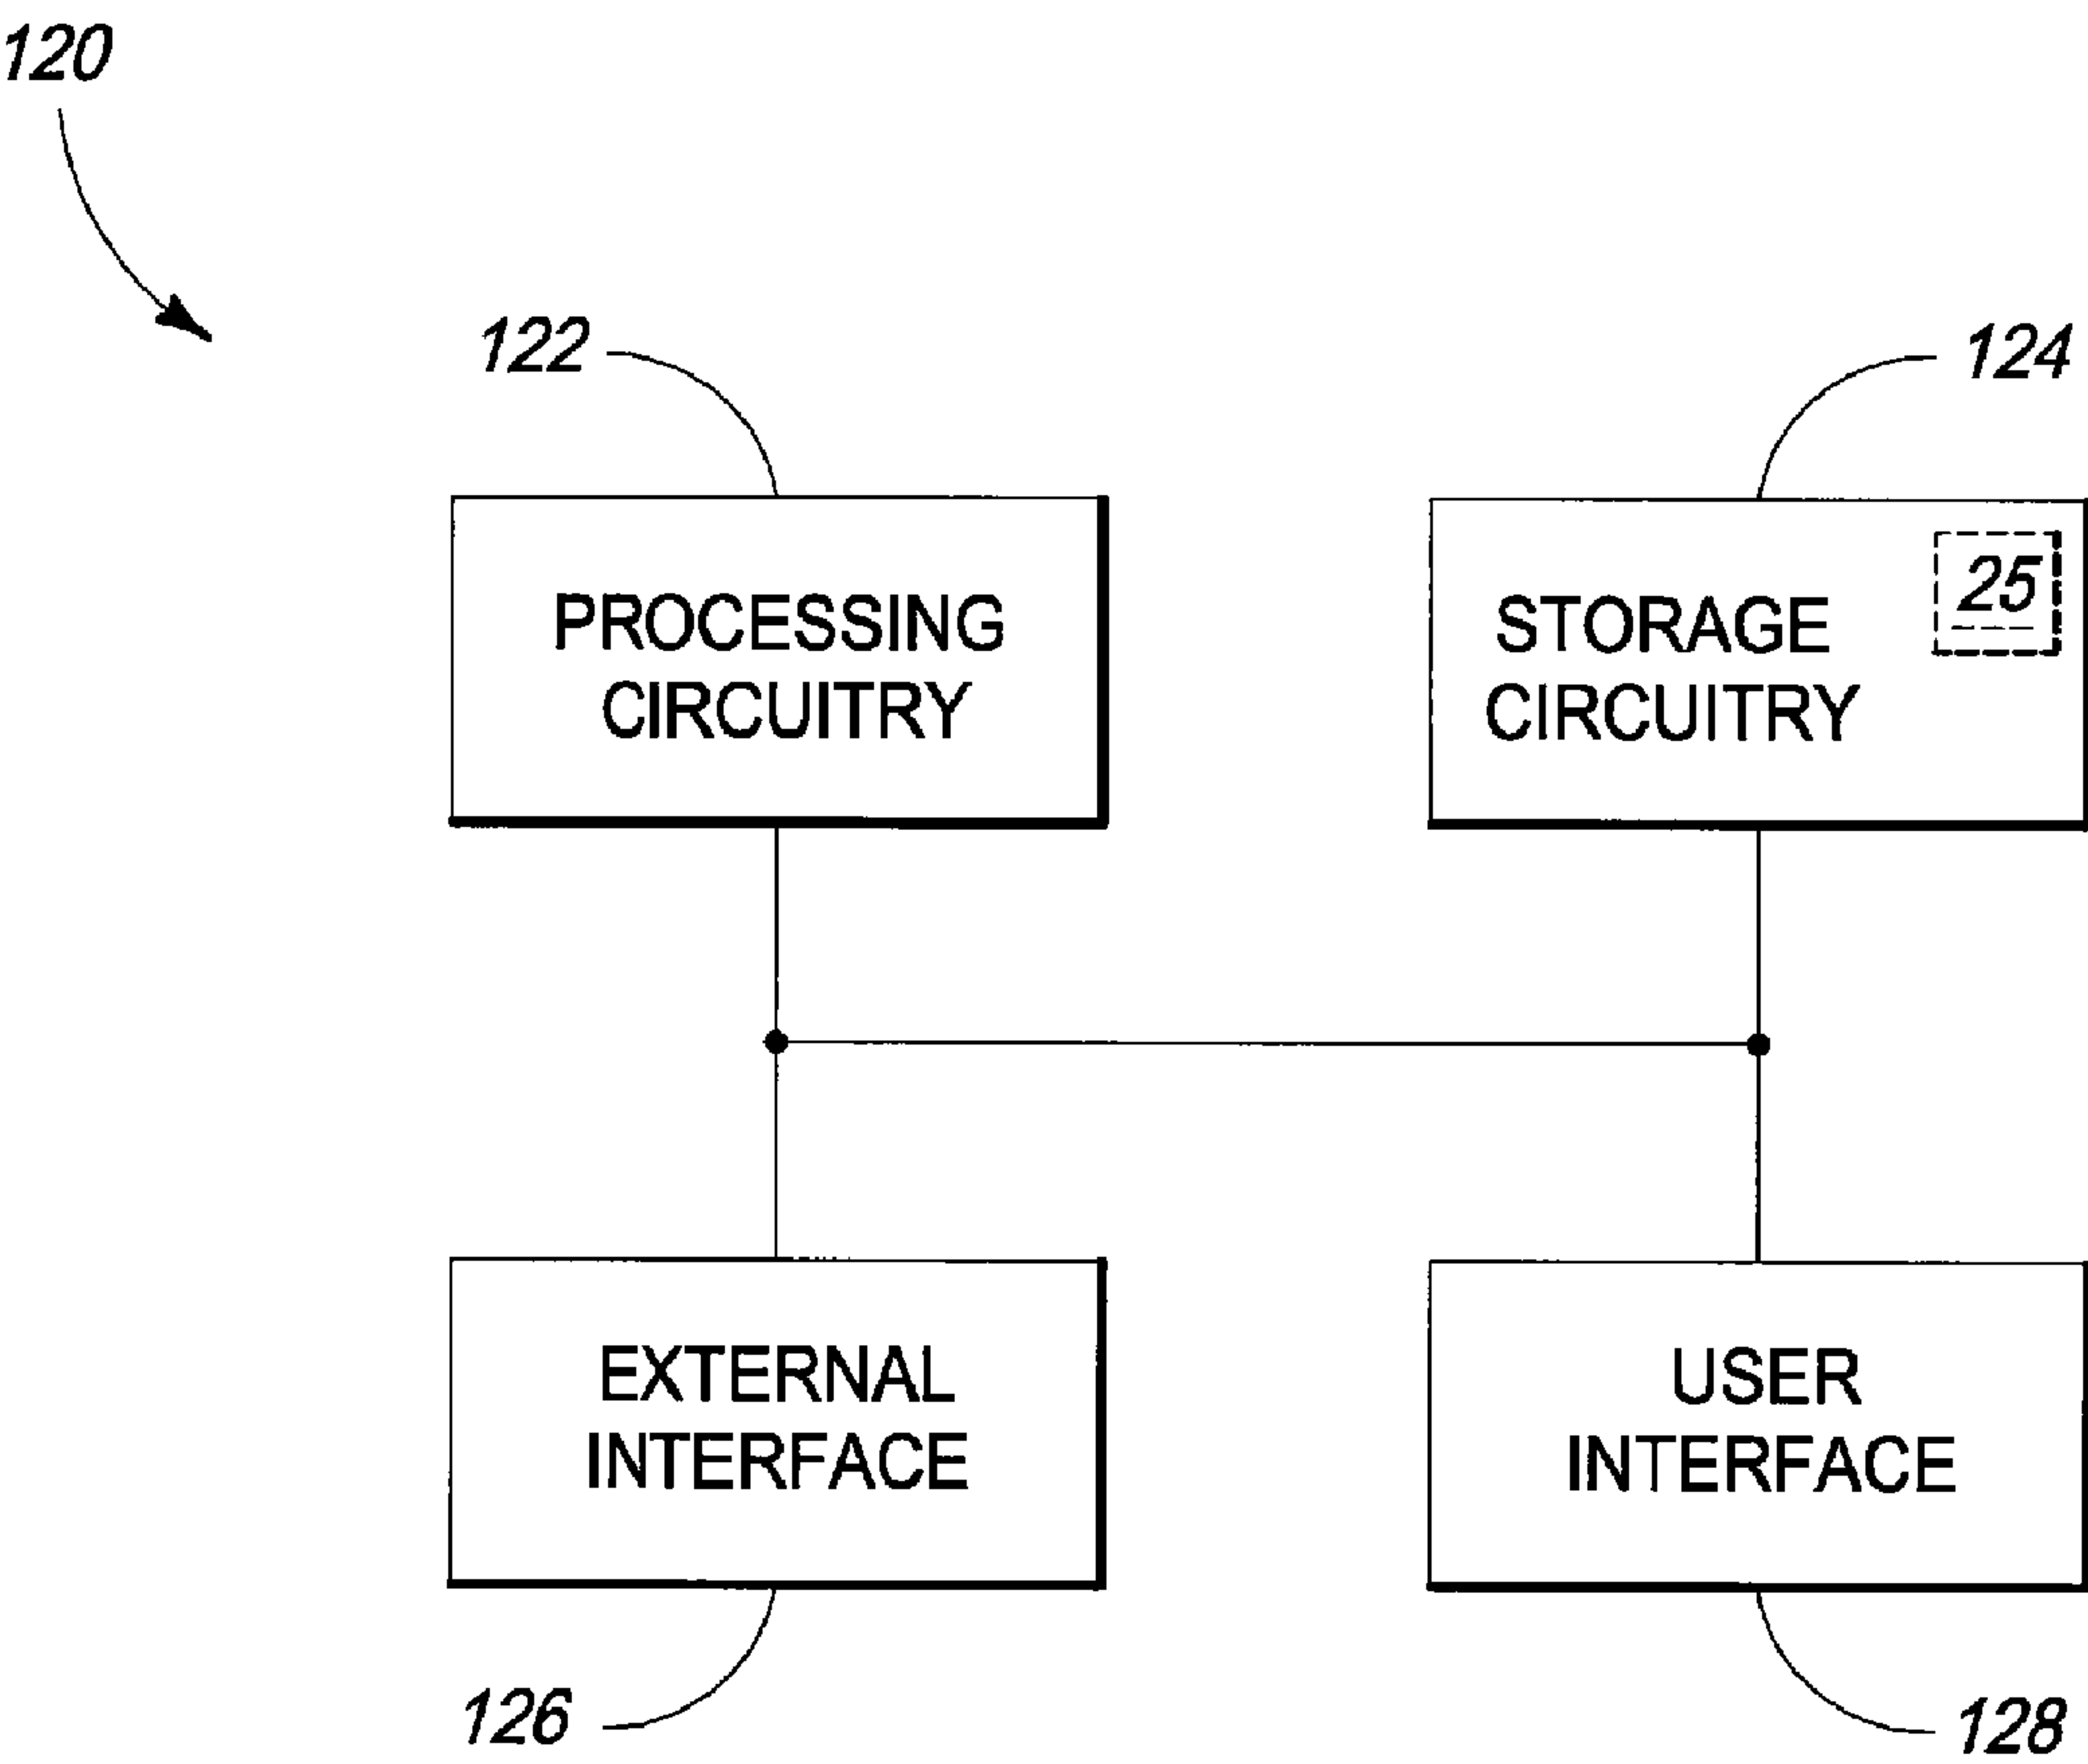 120
122
124
PROCESSING
CIRCUITRY
25
STORAGE
CIRCUITRY
EXTERNAL
INTERFACE
USER
INTERFACE
126
128